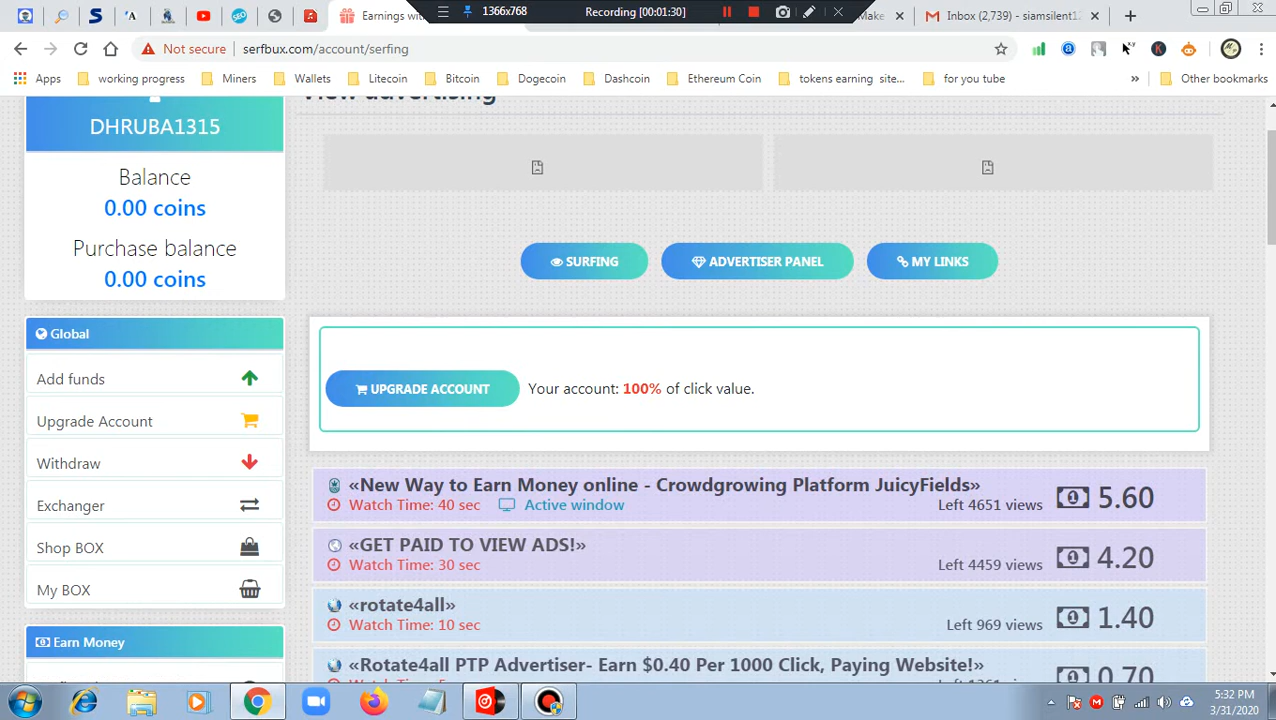 Earnings with
1366x768
Recording [00:01:30]
Make
Inbox (2,739) - siamsilent1
Not secure
serfbux.com/account/serfing
Apps
working progress
Miners
Wallets
Litecoin
Bitcoin
Dogecoin
Dashcoin
Ethereum Coin
tokens earning site...
for you tube
»
Other bookmarks
View advertising
DHRUBA1315
Balance
0.00 coins
Purchase balance
0.00 coins
SURFING
ADVERTISER PANEL
MY LINKS
Global
Add funds
Upgrade Account
Withdraw
Exchanger
Shop BOX
My BOX
Earn Money
UPGRADE ACCOUNT
Your account: 100% of click value.
«New Way to Earn Money online - Crowdgrowing Platform JuicyFields»
Watch Time: 40 sec
Active window
Left 4651 views
5.60
«GET PAID TO VIEW ADS!»
Watch Time: 30 sec
Left 4459 views
4.20
«rotate4all»
Watch Time: 10 sec
Left 969 views
1.40
«Rotate4all PTP Advertiser- Earn $0.40 Per 1000 Click, Paying Website!»
0.70
5:32 PM
3/31/2020